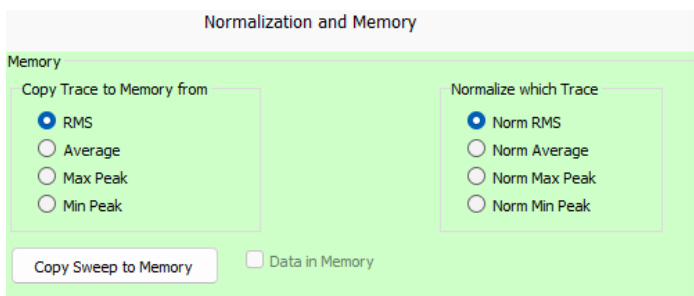 Normalization and Memory
Memory
Copy Trace to Memory from
RMS
Average
Max Peak
Min Peak
Normalize which Trace
Norm RMS
Norm Average
Norm Max Peak
Norm Min Peak
Copy Sweep to Memory
Data in Memory